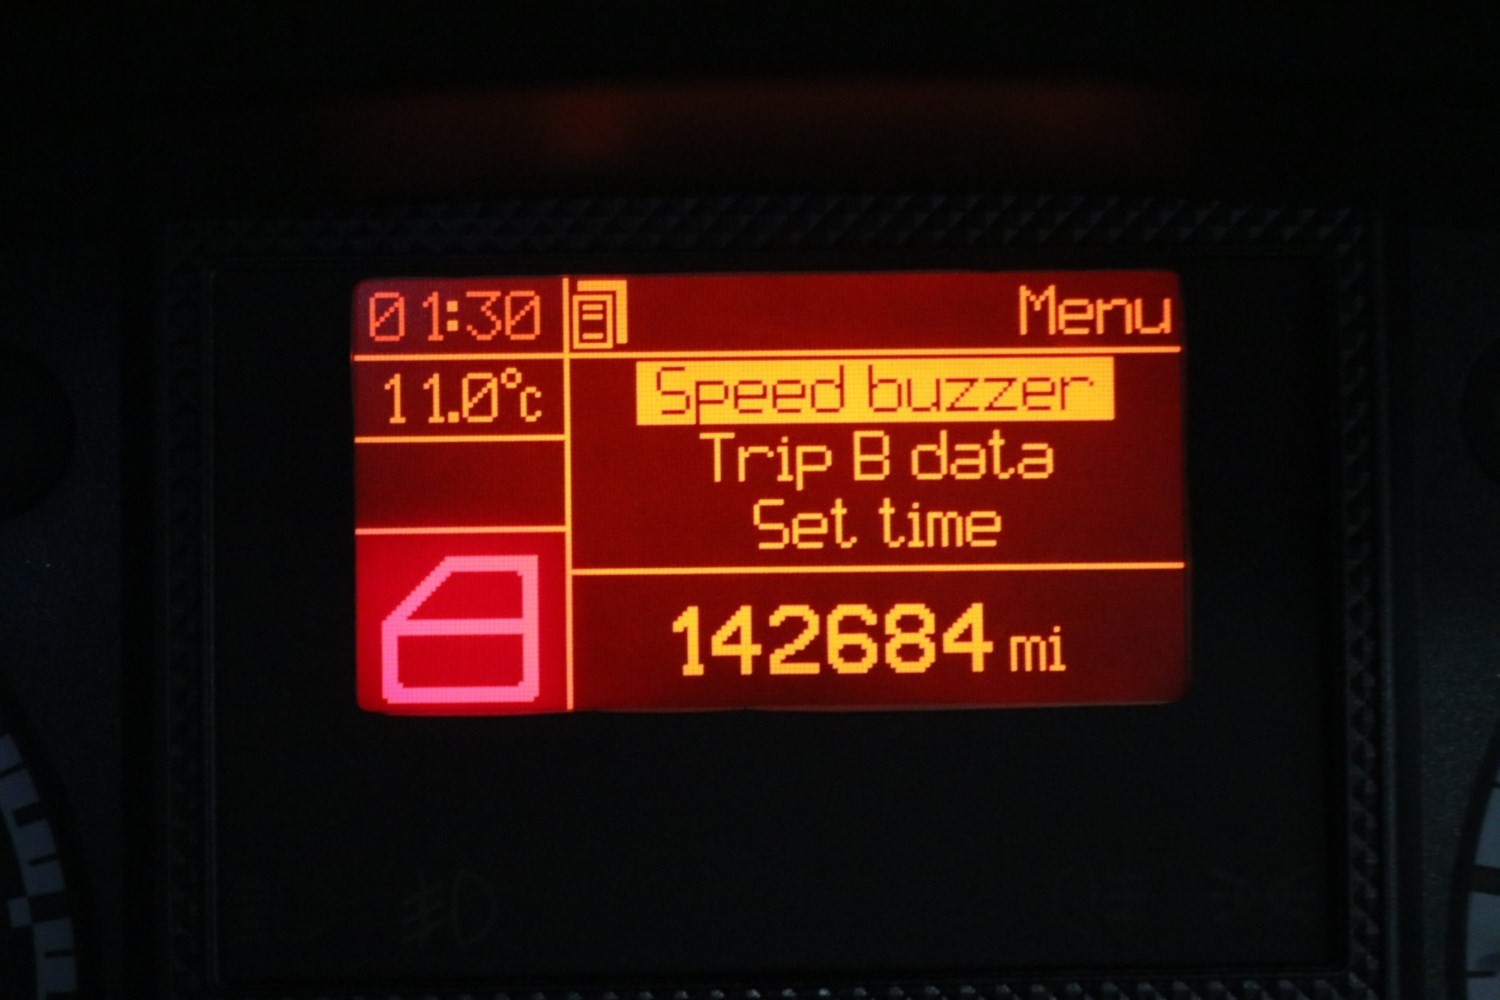 01:30
Menu
11.0°c
Speed buzzer
Trip B data
Set time
142684 mi